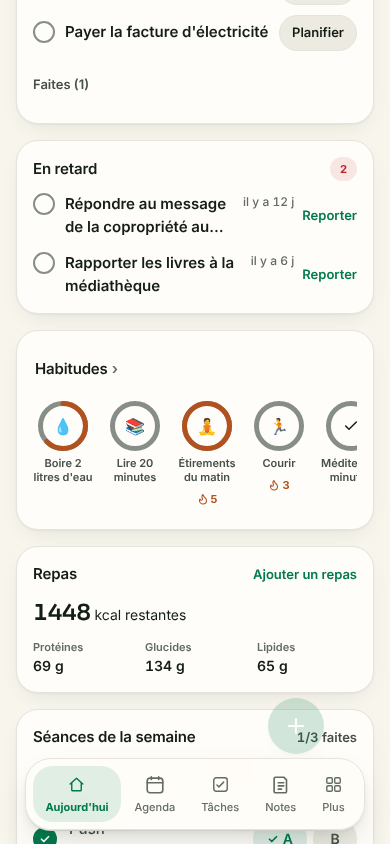 Payer la facture d'électricité
Planifier
Faites (1)
En retard
2
Répondre au message
de la copropriété au...
il y a 12 j
Reporter
Rapporter les livres à la
médiathèque
il y a 6 j
Reporter
Habitudes ›
Boire 2
litres d'eau
Lire 20
minutes
Étirements
du matin
5
Courir
3
Médite
minut
Repas
Ajouter un repas
1448 kcal restantes
Protéines
Glucides
Lipides
69 g
134 g
65 g
Séances de la semaine
1/3 faites
Aujourd'hui
Agenda
Tâches
Notes
Plus
Push
A
B